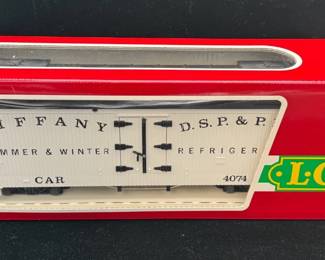 IFFANY D.S.P.&P.
MMER & WINTER REFRIGER
CAR 4074
L·G